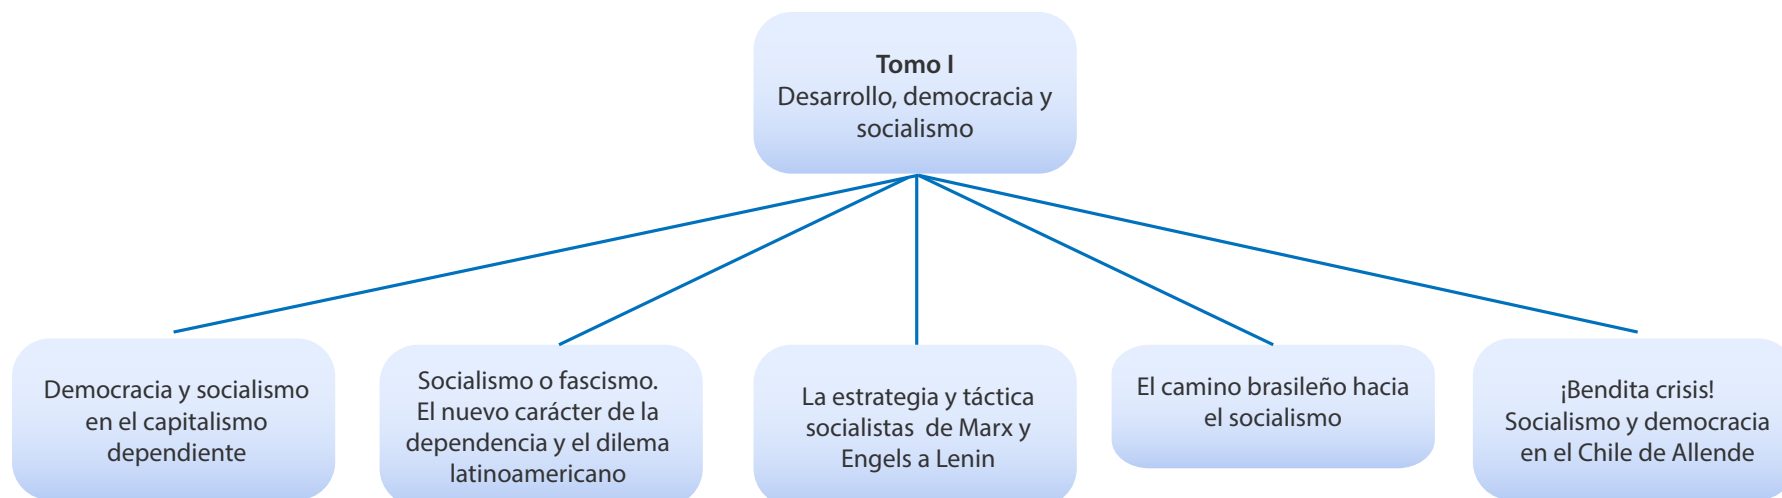 Tomo I
Desarrollo, democracia y
socialismo
Democracia y socialismo
en el capitalismo
dependiente
Socialismo o fascismo.
El nuevo carácter de la
dependencia y el dilema
latinoamericano
La estrategia y táctica
socialistas de Marx y
Engels a Lenin
El camino brasileño hacia
el socialismo
¡Bendita crisis!
Socialismo y democracia
en el Chile de Allende